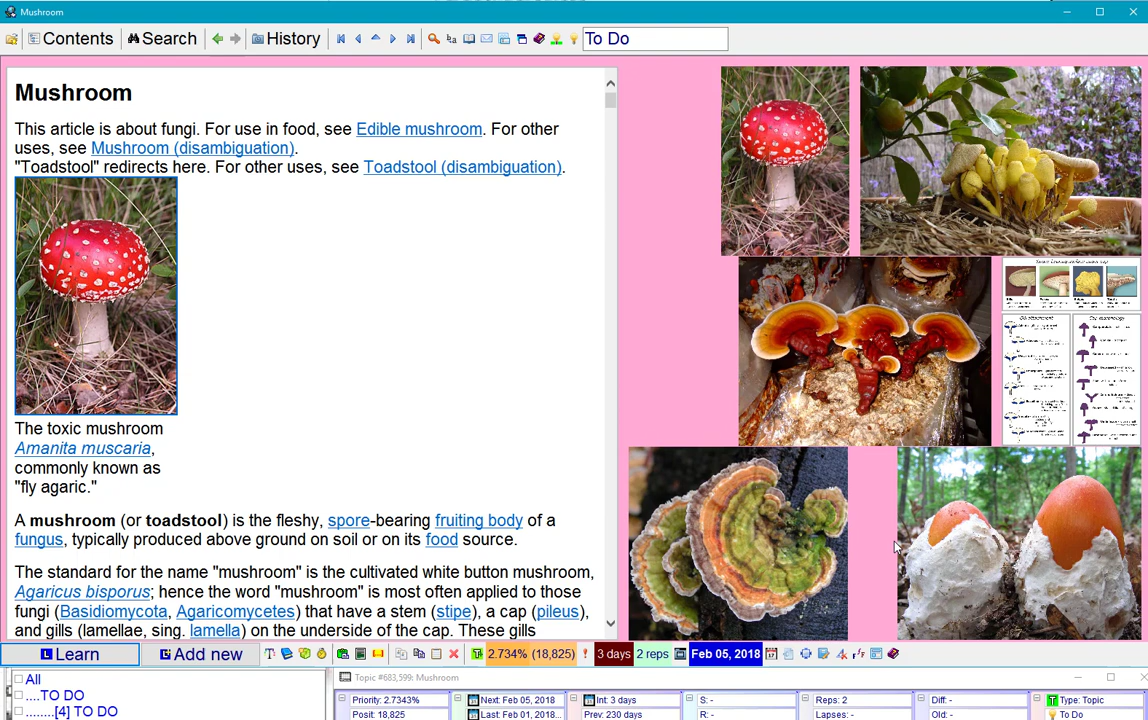 Mushroom
Contents Search History To Do
Mushroom
This article is about fungi. For use in food, see Edible mushroom. For other
uses, see Mushroom (disambiguation).
"Toadstool" redirects here. For other uses, see Toadstool (disambiguation).
The toxic mushroom
Amanita muscaria,
commonly known as
"fly agaric."
A mushroom (or toadstool) is the fleshy, spore-bearing fruiting body of a
fungus, typically produced above ground on soil or on its food source.
The standard for the name "mushroom" is the cultivated white button mushroom,
Agaricus bisporus; hence the word "mushroom" is most often applied to those
fungi (Basidiomycota, Agaricomycetes) that have a stem (stipe), a cap (pileus),
and gills (lamellae, sing. lamella) on the underside of the cap. These gills
Learn Add new 2.734% (18,825) 3 days 2 reps Feb 05, 2018
All
....TO DO
........[4] TO DO
Topic #683,599: Mushroom
Priority: 2.7343% Next: Feb 05, 2018 Int: 3 days S: - Reps: 2 Diff: - Type: Topic
Posit: 18,825 Last: Feb 01, 2018... Prev: 230 days R: - Lapses: - Old: - To Do